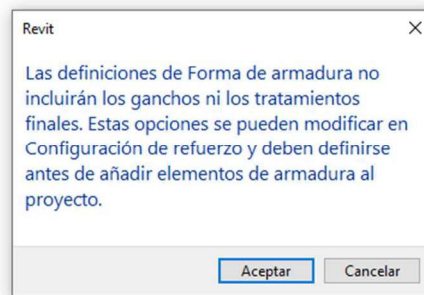 Revit
Las definiciones de Forma de armadura no
incluirán los ganchos ni los tratamientos
finales. Estas opciones se pueden modificar en
Configuración de refuerzo y deben definirse
antes de añadir elementos de armadura al
proyecto.
Aceptar Cancelar